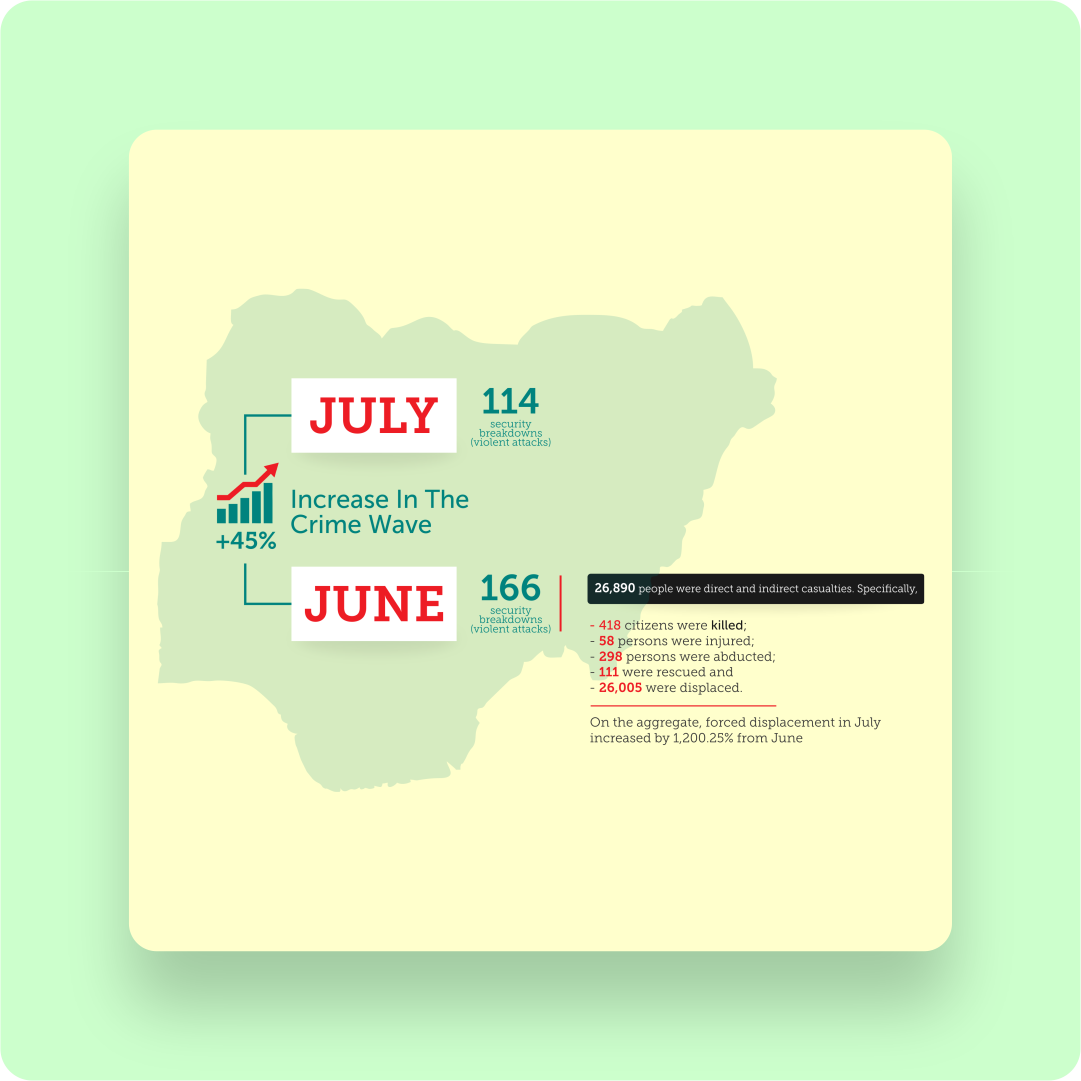 JULY
114
security
breakdowns
(violent attacks)
Increase In The
Crime Wave
+45%
JUNE
166
security
breakdowns
(violent attacks)
26,890 people were direct and indirect casualties. Specifically,
- 418 citizens were killed;
- 58 persons were injured;
- 298 persons were abducted;
- 111 were rescued and
- 26,005 were displaced.
On the aggregate, forced displacement in July
increased by 1,200.25% from June